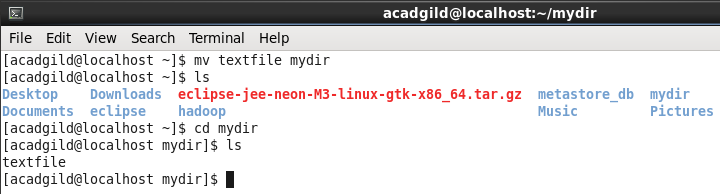 acadgild@localhost:~/mydir
File Edit View Search Terminal Help
[acadgild@localhost ~]$ mv textfile mydir
[acadgild@localhost ~]$ ls
Desktop Downloads eclipse-jee-neon-M3-linux-gtk-x86_64.tar.gz metastore_db mydir
Documents eclipse hadoop Music Pictures
[acadgild@localhost ~]$ cd mydir
[acadgild@localhost mydir]$ ls
textfile
[acadgild@localhost mydir]$